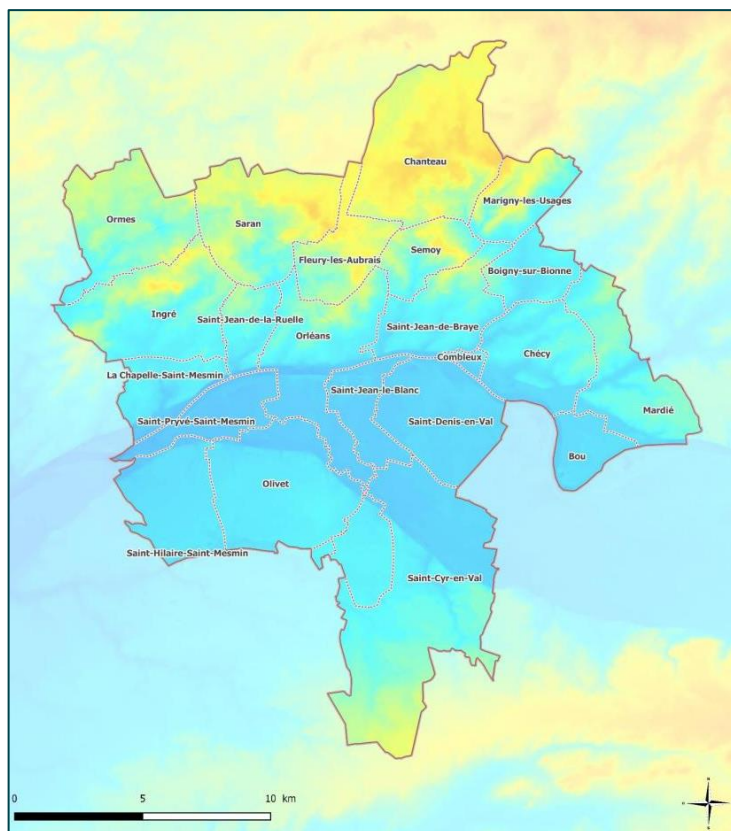 Chanteau
Marigny-les-Usages
Ormes
Saran
Semoy
Fleury-les-Aubrais
Boigny-sur-Bionne
Ingré
Saint-Jean-de-la-Ruelle
Saint-Jean-de-Braye
Orléans
Combleux
Chécy
La Chapelle-Saint-Mesmin
Saint-Jean-le-Blanc
Mardié
Saint-Pryvé-Saint-Mesmin
Saint-Denis-en-Val
Bou
Olivet
Saint-Hilaire-Saint-Mesmin
Saint-Cyr-en-Val
0 5 10 km